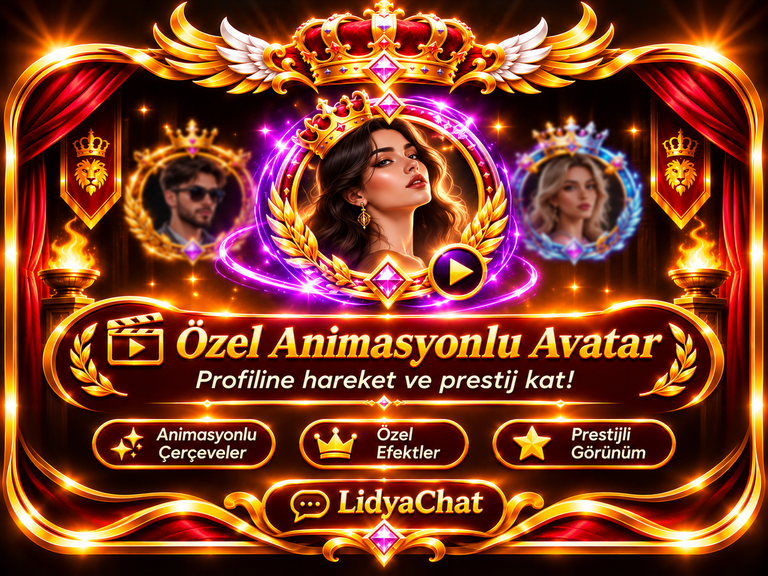 Özel Animasyonlu Avatar
Profiline hareket ve prestij kat!
Animasyonlu
Çerçeveler
Özel
Efektler
Prestijli
Görünüm
LidyaChat